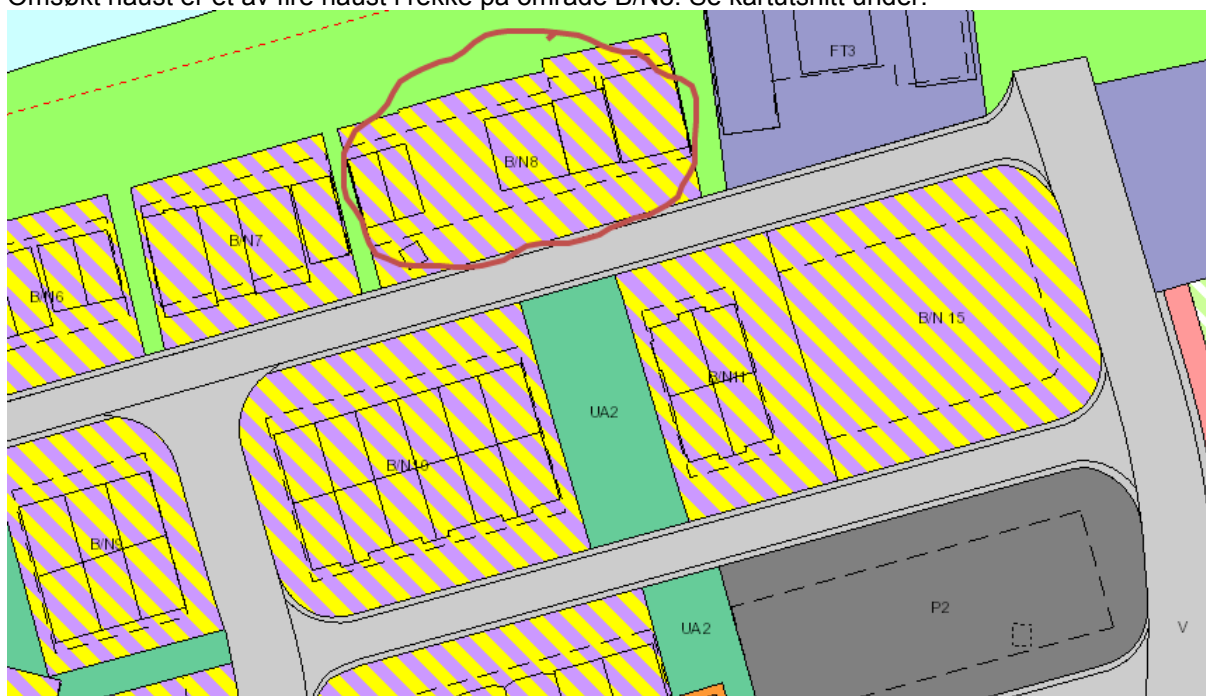 Omsøkt naust er et av fire naust i rekke på område B/N8. Se kartutsnitt under:
FT3
B/N8
B/N7
B/N6
B/N 15
B/N11
UA2
B/N10
B/N9
P2
UA2
V